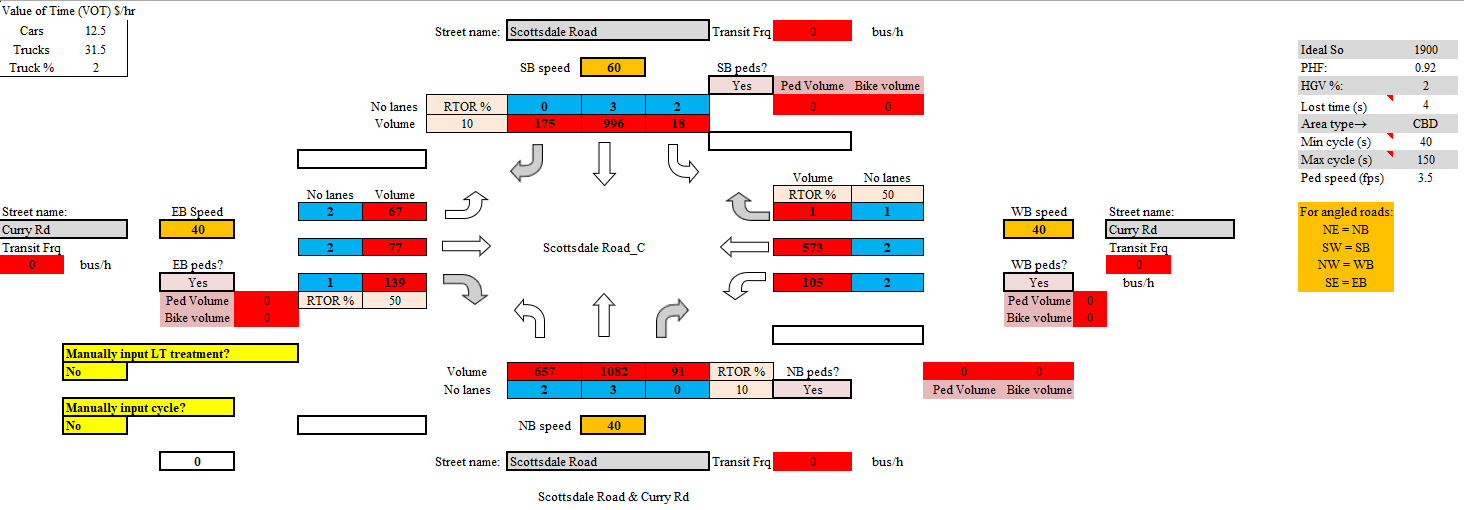 Value of Time (VOT) $/hr
Cars 12.5
Trucks 31.5
Truck % 2
Street name: Scottsdale Road Transit Frq 0 bus/h
SB speed 60 SB peds?
Yes Ped Volume Bike volume
No lanes RTOR % 0 3 2 0 0
Volume 10 175 996 18
Ideal So 1900
PHF: 0.92
HGV %: 2
Lost time (s) 4
Area type→ CBD
Min cycle (s) 40
Max cycle (s) 150
Ped speed (fps) 3.5
No lanes Volume
2 67
2 77
1 139
RTOR % 50
Volume No lanes
RTOR % 50
1 1
573 2
105 2
Street name:
Curry Rd
Transit Frq
0 bus/h
EB Speed
40
EB peds?
Yes
Ped Volume 0
Bike volume 0
Scottsdale Road_C
WB speed
40
WB peds?
Yes
Ped Volume 0
Bike volume 0
Street name:
Curry Rd
Transit Frq
0
bus/h
For angled roads:
NE = NB
SW = SB
NW = WB
SE = EB
Manually input LT treatment?
No
Manually input cycle?
No
0
Volume 657 1082 91 RTOR % NB peds? 0 0
No lanes 2 3 0 10 Yes Ped Volume Bike volume
NB speed 40
Street name: Scottsdale Road Transit Frq 0 bus/h
Scottsdale Road & Curry Rd